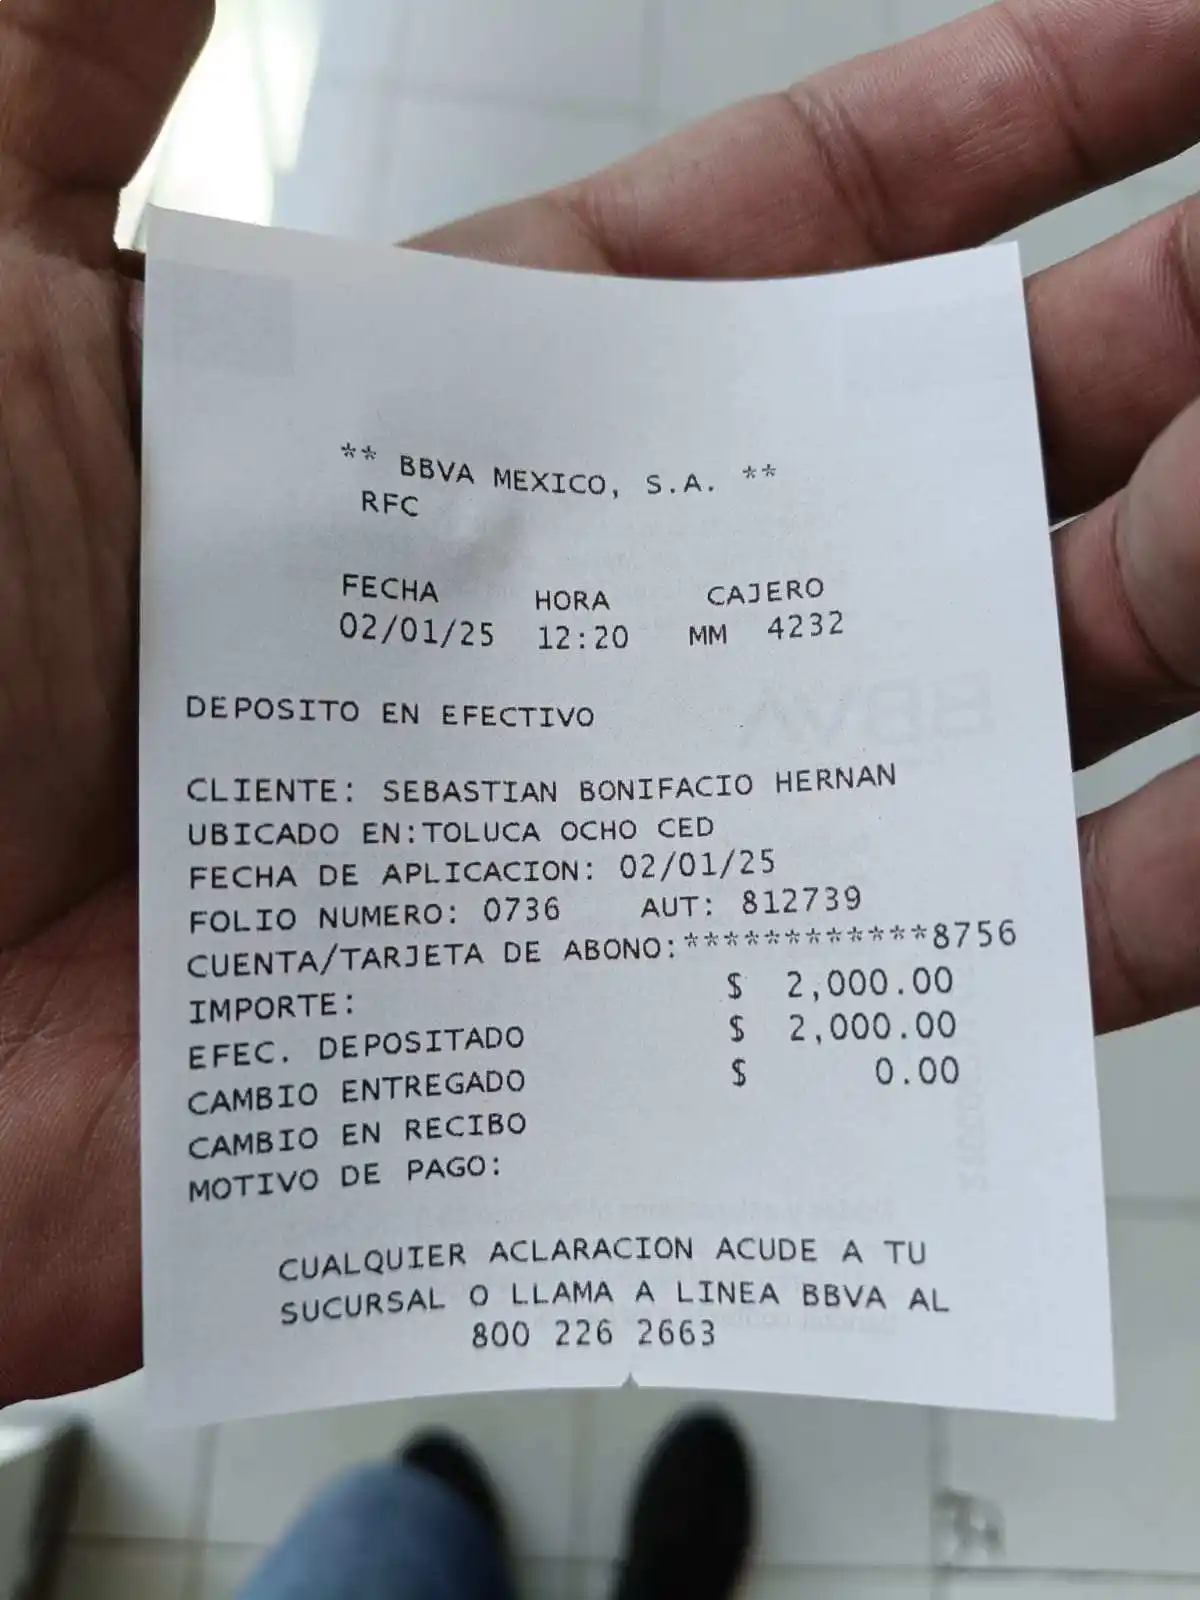 ** BBVA MEXICO, S.A. **
RFC
FECHA HORA CAJERO
02/01/25 12:20 MM 4232
DEPOSITO EN EFECTIVO
CLIENTE: SEBASTIAN BONIFACIO HERNAN
UBICADO EN:TOLUCA OCHO CED
FECHA DE APLICACION: 02/01/25
FOLIO NUMERO: 0736 AUT: 812739
CUENTA/TARJETA DE ABONO:************8756
IMPORTE: $ 2,000.00
EFEC. DEPOSITADO $ 2,000.00
CAMBIO ENTREGADO $ 0.00
CAMBIO EN RECIBO
MOTIVO DE PAGO:
CUALQUIER ACLARACION ACUDE A TU
SUCURSAL O LLAMA A LINEA BBVA AL
800 226 2663